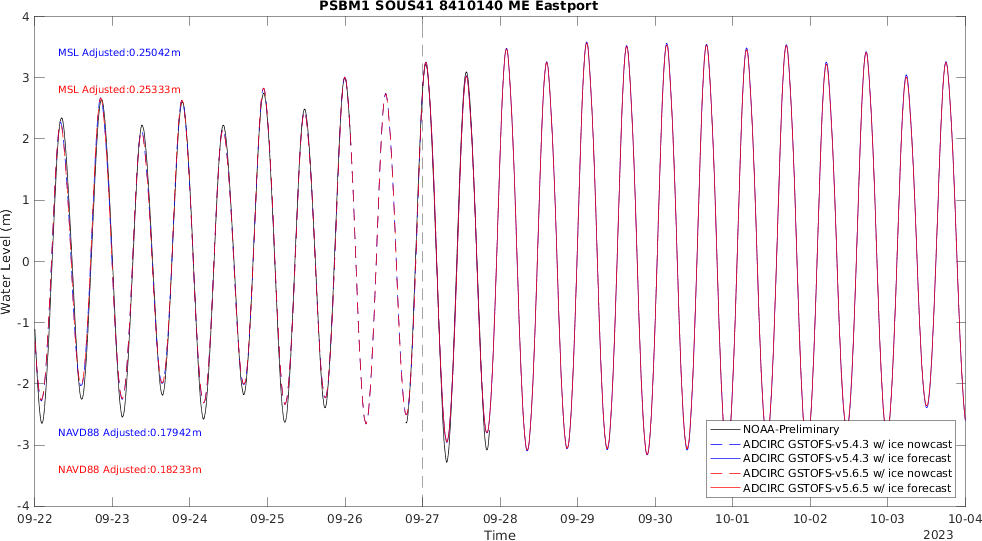 PSBM1 SOUS41 8410140 ME Eastport
4
3
2
1
0
-1
-2
-3
-4
Water Level (m)
MSL Adjusted:0.25042m
MSL Adjusted:0.25333m
NAVD88 Adjusted:0.17942m
NAVD88 Adjusted:0.18233m
NOAA-Preliminary
ADCIRC GSTOFS-v5.4.3 w/ ice nowcast
ADCIRC GSTOFS-v5.4.3 w/ ice forecast
ADCIRC GSTOFS-v5.6.5 w/ ice nowcast
ADCIRC GSTOFS-v5.6.5 w/ ice forecast
09-22 09-23 09-24 09-25 09-26 09-27 09-28 09-29 09-30 10-01 10-02 10-03 10-04
Time
2023